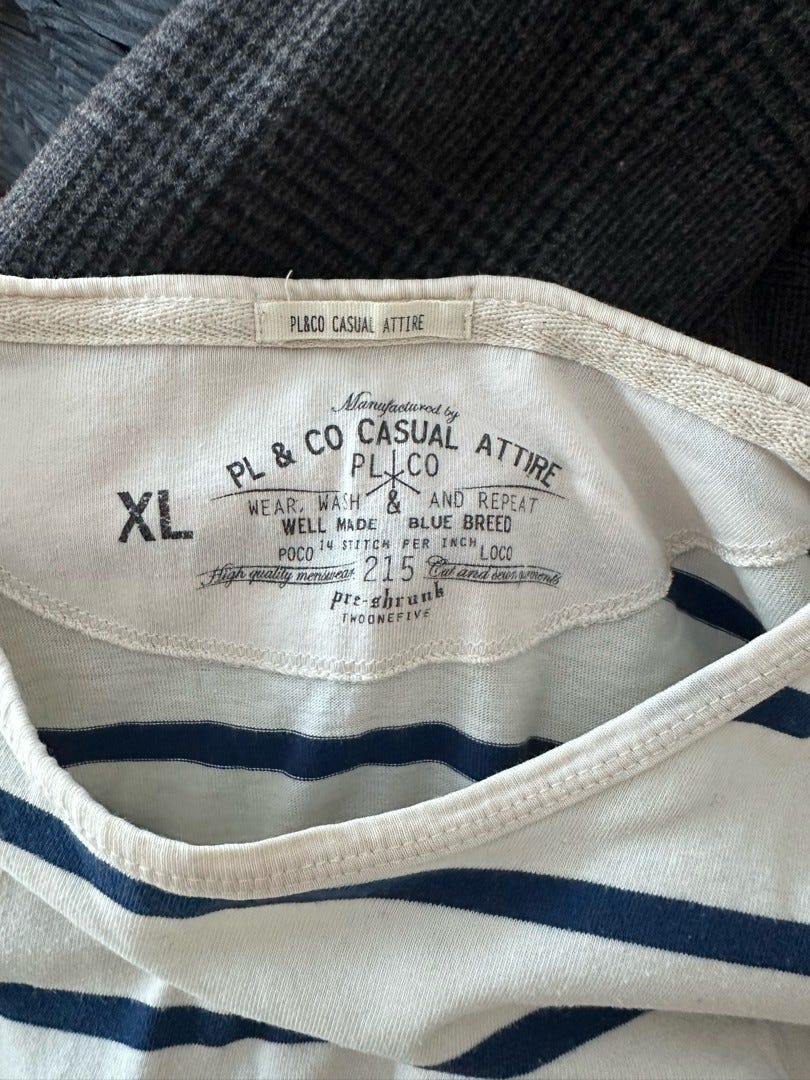 PL&CO CASUAL ATTIRE
Manufactured by
PL & CO CASUAL ATTIRE
PL CO
XL
WEAR, WASH & AND REPEAT
WELL MADE BLUE BREED
POCO 14 STITCH PER INCH LOCO
High quality menswear 215 Cut and sewn garments
pre-shrunk
TWOONEFIVE